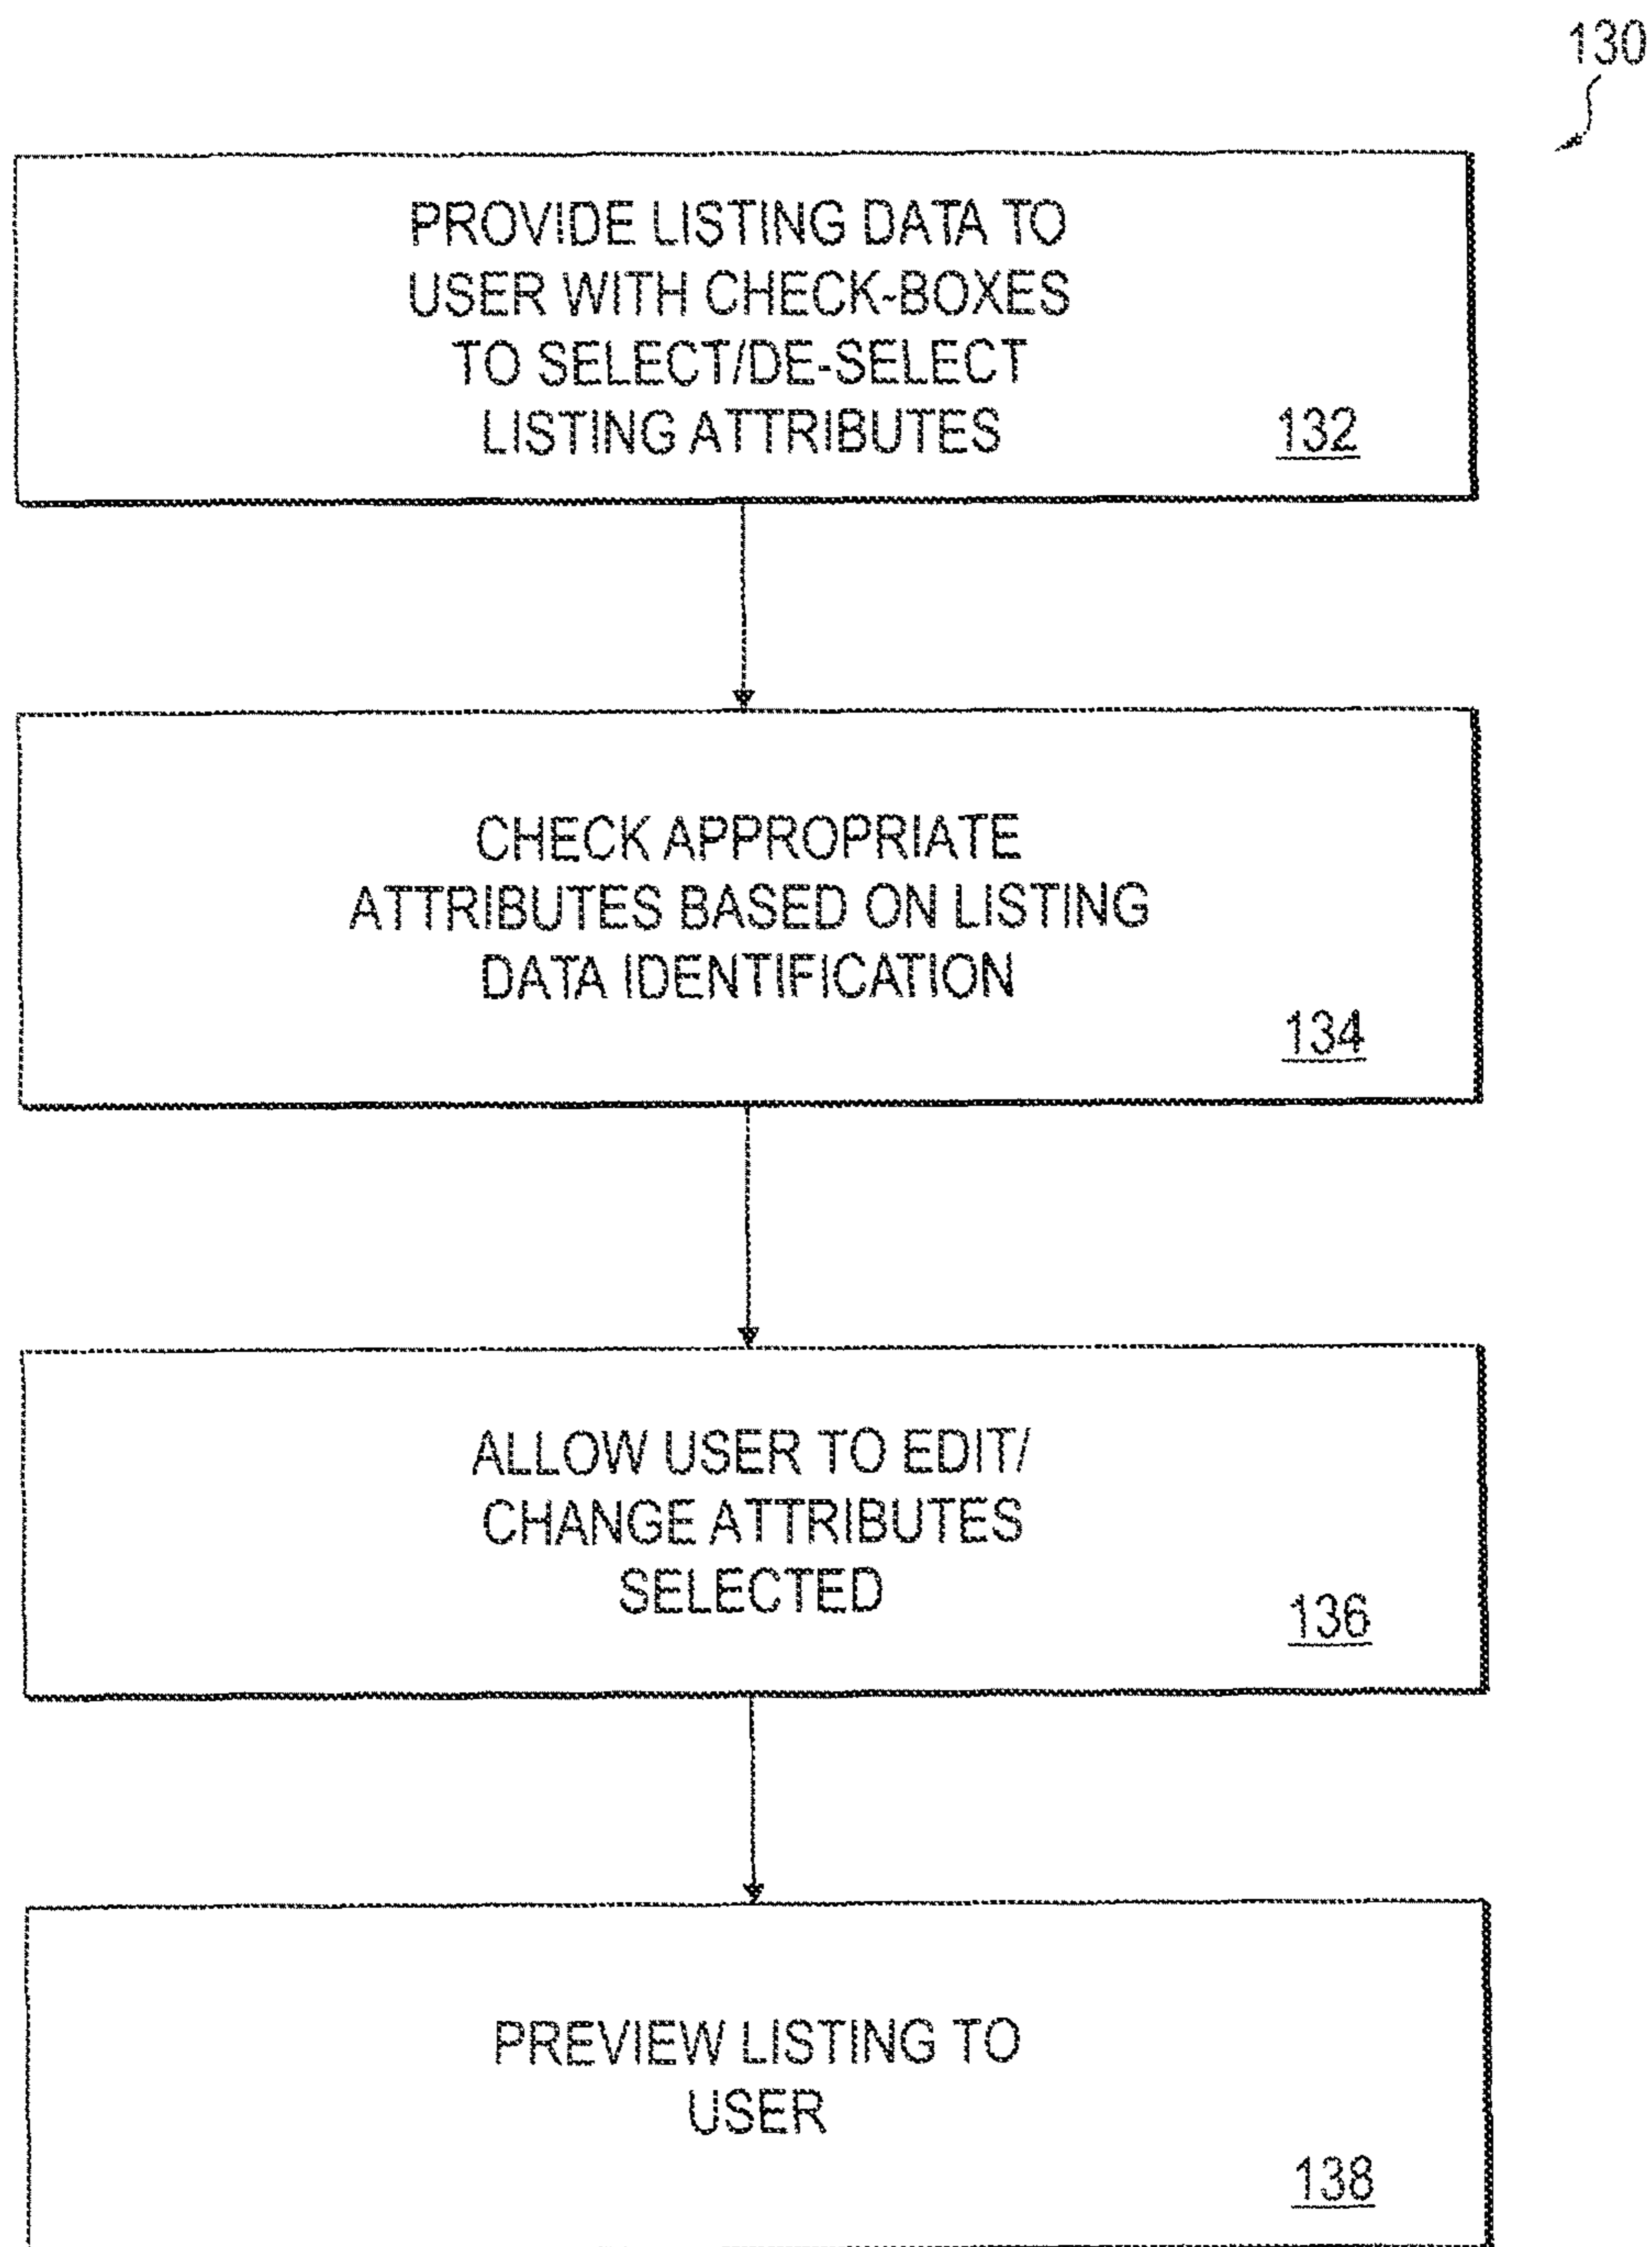 130
PROVIDE LISTING DATA TO
USER WITH CHECK-BOXES
TO SELECT/DE-SELECT
LISTING ATTRIBUTES
132
CHECK APPROPRIATE
ATTRIBUTES BASED ON LISTING
DATA IDENTIFICATION
134
ALLOW USER TO EDIT/
CHANGE ATTRIBUTES
SELECTED
136
PREVIEW LISTING TO
USER
138